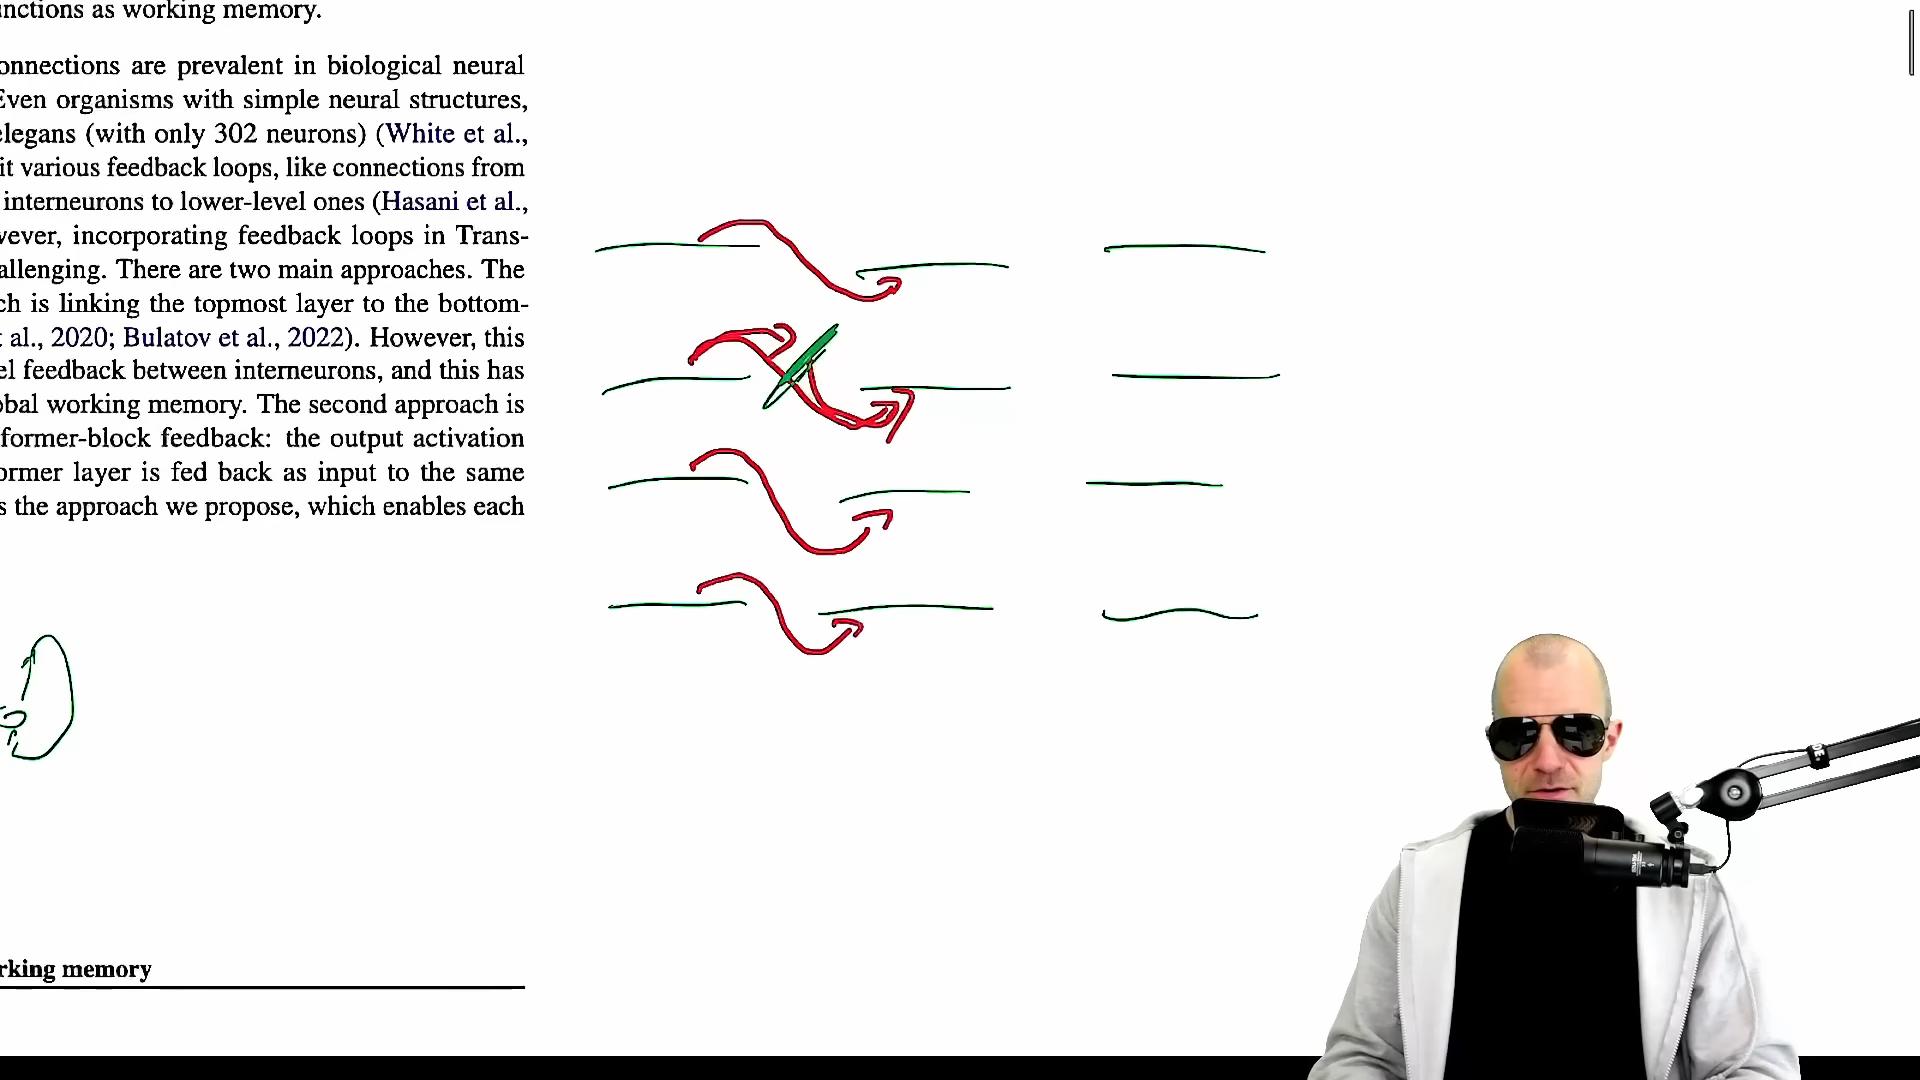 nctions as working memory.
onnections are prevalent in biological neural
Even organisms with simple neural structures,
elegans (with only 302 neurons) (White et al.,
it various feedback loops, like connections from
interneurons to lower-level ones (Hasani et al.,
wever, incorporating feedback loops in Trans-
allenging. There are two main approaches. The
ch is linking the topmost layer to the bottom-
t al., 2020; Bulatov et al., 2022). However, this
el feedback between interneurons, and this has
obal working memory. The second approach is
former-block feedback: the output activation
ormer layer is fed back as input to the same
s the approach we propose, which enables each
rking memory